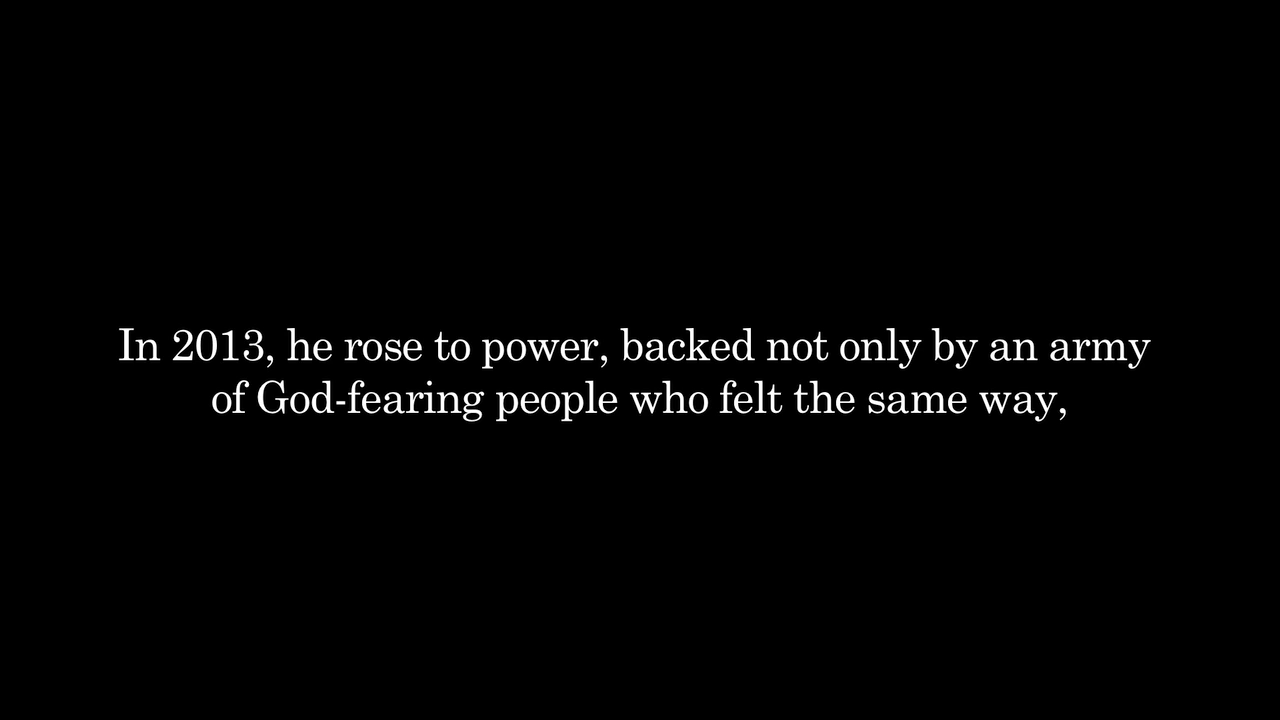 In 2013, he rose to power, backed not only by an army
of God-fearing people who felt the same way,